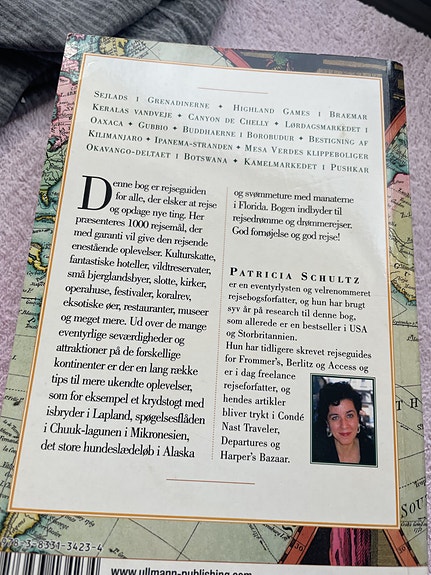 SEJLADS I GRENADINERNE ✦ HIGHLAND GAMES I BRAEMAR
KERALAS VANDVEJE ✦ CANYON DE CHELLY ✦ LØRDAGSMARKEDET I
OAXACA ✦ GUBBIO ✦ BUDDHAERNE I BOROBUDUR ✦ BESTIGNING AF
KILIMANJARO ✦ IPANEMA-STRANDEN ✦ MESA VERDES KLIPPEBOLIGER
OKAVANGO-DELTAET I BOTSWANA ✦ KAMELMARKEDET I PUSHKAR
Denne bog er rejseguiden
for alle, der elsker at rejse
og opdage nye ting. Her
præsenteres 1000 rejsemål, der
med garanti vil give den rejsende
enestående oplevelser. Kulturskatte,
fantastiske hoteller, vildtreservater,
små bjerglandsbyer, slotte, kirker,
operahuse, festivaler, koralrev,
eksotiske øer, restauranter, museer
og meget mere. Ud over de mange
eventyrlige seværdigheder og
attraktioner på de forskellige
kontinenter er der en lang række
tips til mere ukendte oplevelser,
som for eksempel et krydstogt med
isbryder i Lapland, spøgelsesflåden
i Chuuk-lagunen i Mikronesien,
det store hundeslædeløb i Alaska
og svømmeture med manaterne
i Florida. Bogen indbyder til
rejsedrømme og drømmerejser.
God fornøjelse og god rejse!
PATRICIA SCHULTZ
er en eventyrlysten og velrenommeret
rejsebogsforfatter, og hun har brugt
syv år på research til denne bog,
som allerede er en bestseller i USA
og Storbritannien.
Hun har tidligere skrevet rejseguides
for Frommer's, Berlitz og Access og
er i dag freelance
rejseforfatter, og
hendes artikler
bliver trykt i Condé
Nast Traveler,
Departures og
Harper's Bazaar.
978-3-8331-3423-4
www.ullmann-publishing.com